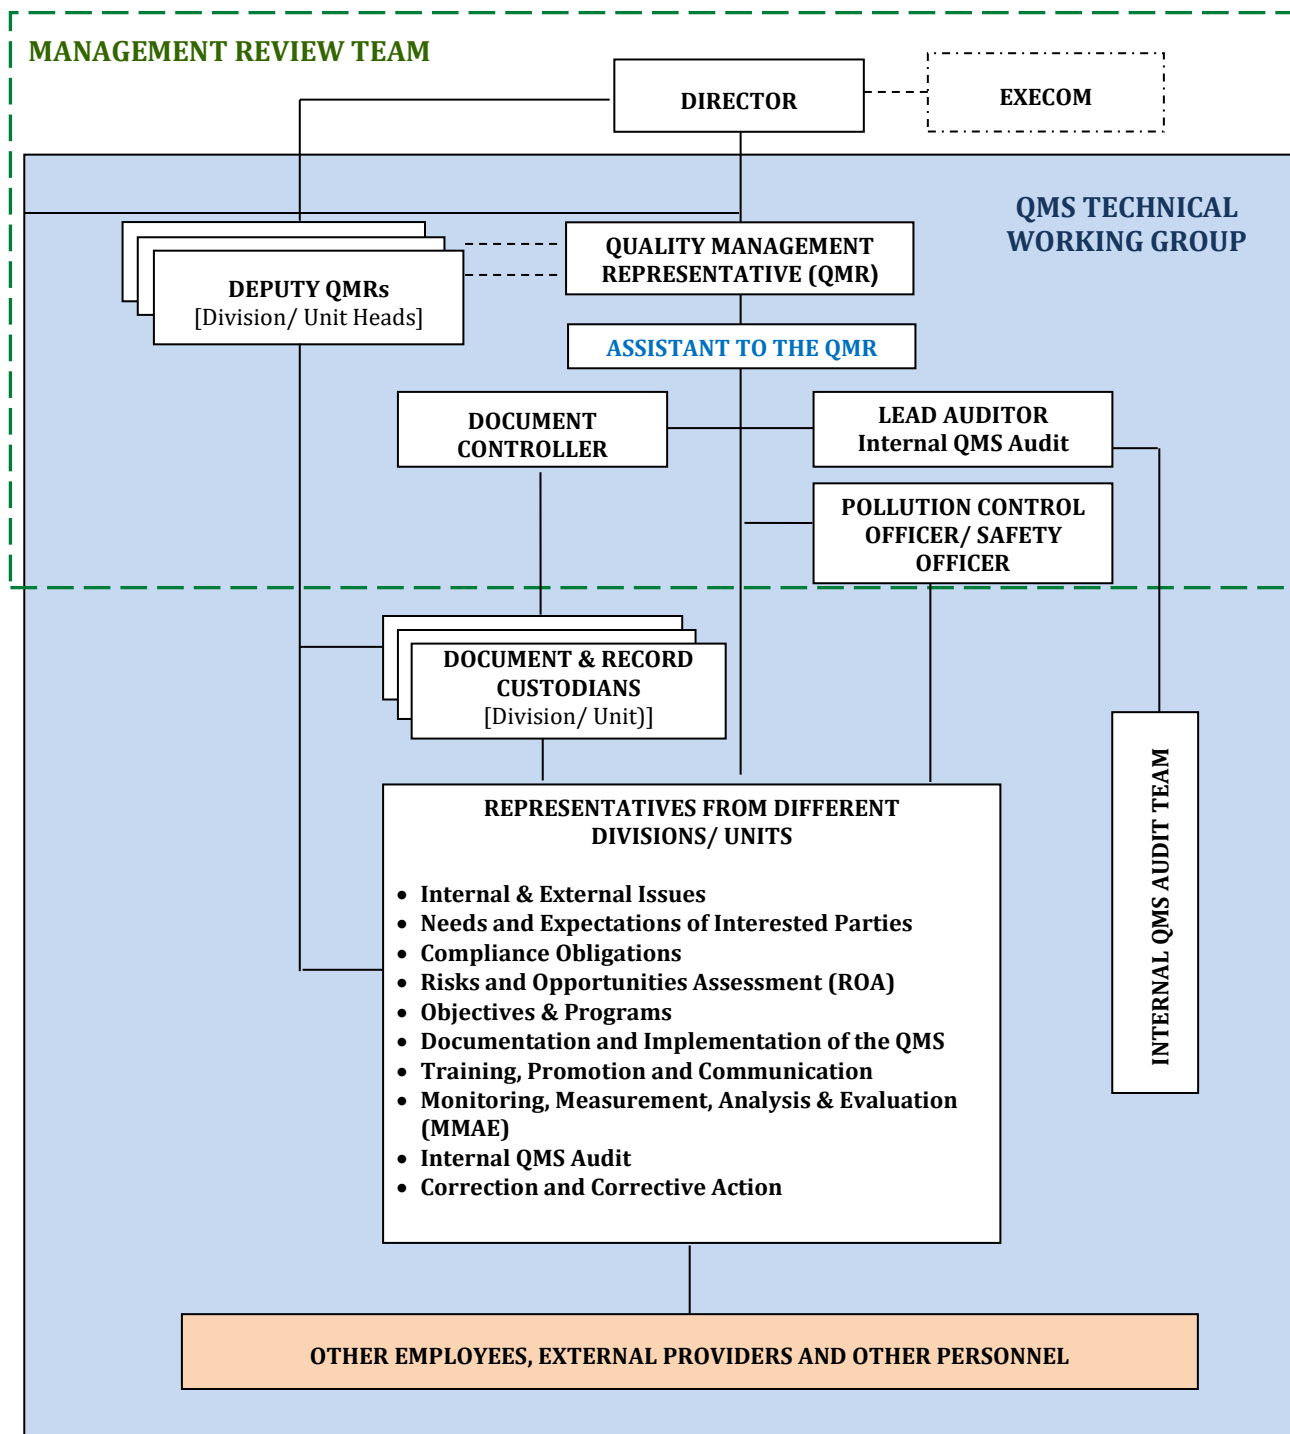 MANAGEMENT REVIEW TEAM
DIRECTOR
EXECOM
QMS TECHNICAL
WORKING GROUP
QUALITY MANAGEMENT
REPRESENTATIVE (QMR)
DEPUTY QMRs
[Division/ Unit Heads]
ASSISTANT TO THE QMR
DOCUMENT
CONTROLLER
LEAD AUDITOR
Internal QMS Audit
POLLUTION CONTROL
OFFICER/ SAFETY
OFFICER
DOCUMENT & RECORD
CUSTODIANS
[Division/ Unit)]
INTERNAL QMS AUDIT TEAM
REPRESENTATIVES FROM DIFFERENT
DIVISIONS/ UNITS
• Internal & External Issues
• Needs and Expectations of Interested Parties
• Compliance Obligations
• Risks and Opportunities Assessment (ROA)
• Objectives & Programs
• Documentation and Implementation of the QMS
• Training, Promotion and Communication
• Monitoring, Measurement, Analysis & Evaluation
(MMAE)
• Internal QMS Audit
• Correction and Corrective Action
OTHER EMPLOYEES, EXTERNAL PROVIDERS AND OTHER PERSONNEL